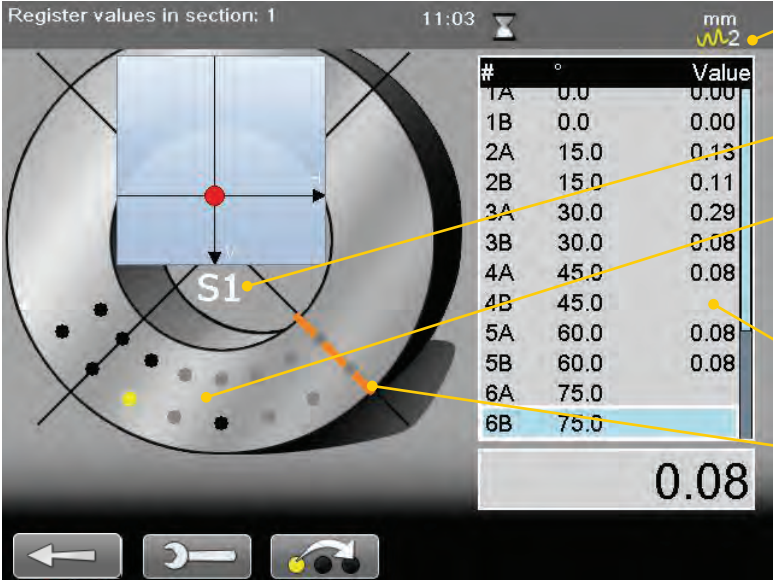 Register values in section: 1 11:03 mm
2
# ° Value
1A 0.0 0.00
1B 0.0 0.00
2A 15.0 0.13
2B 15.0 0.11
3A 30.0 0.29
3B 30.0 0.08
4A 45.0 0.08
4B 45.0
5A 60.0 0.08
5B 60.0 0.08
6A 75.0
6B 75.0
S1
0.08